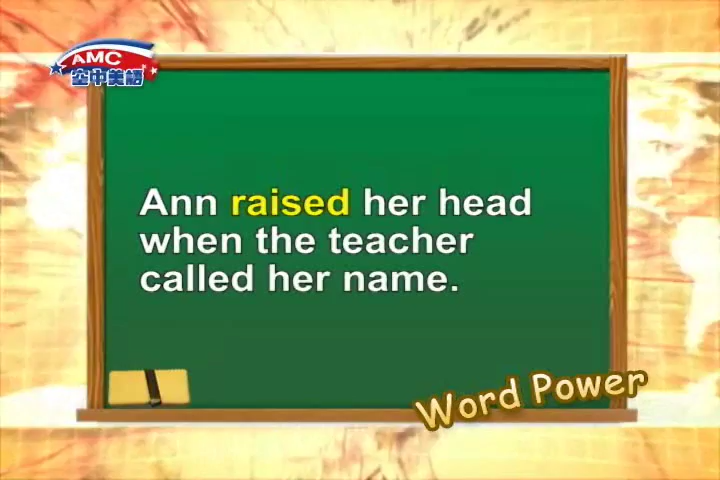 AMC
空中美語
Ann raised her head
when the teacher
called her name.
Word Power